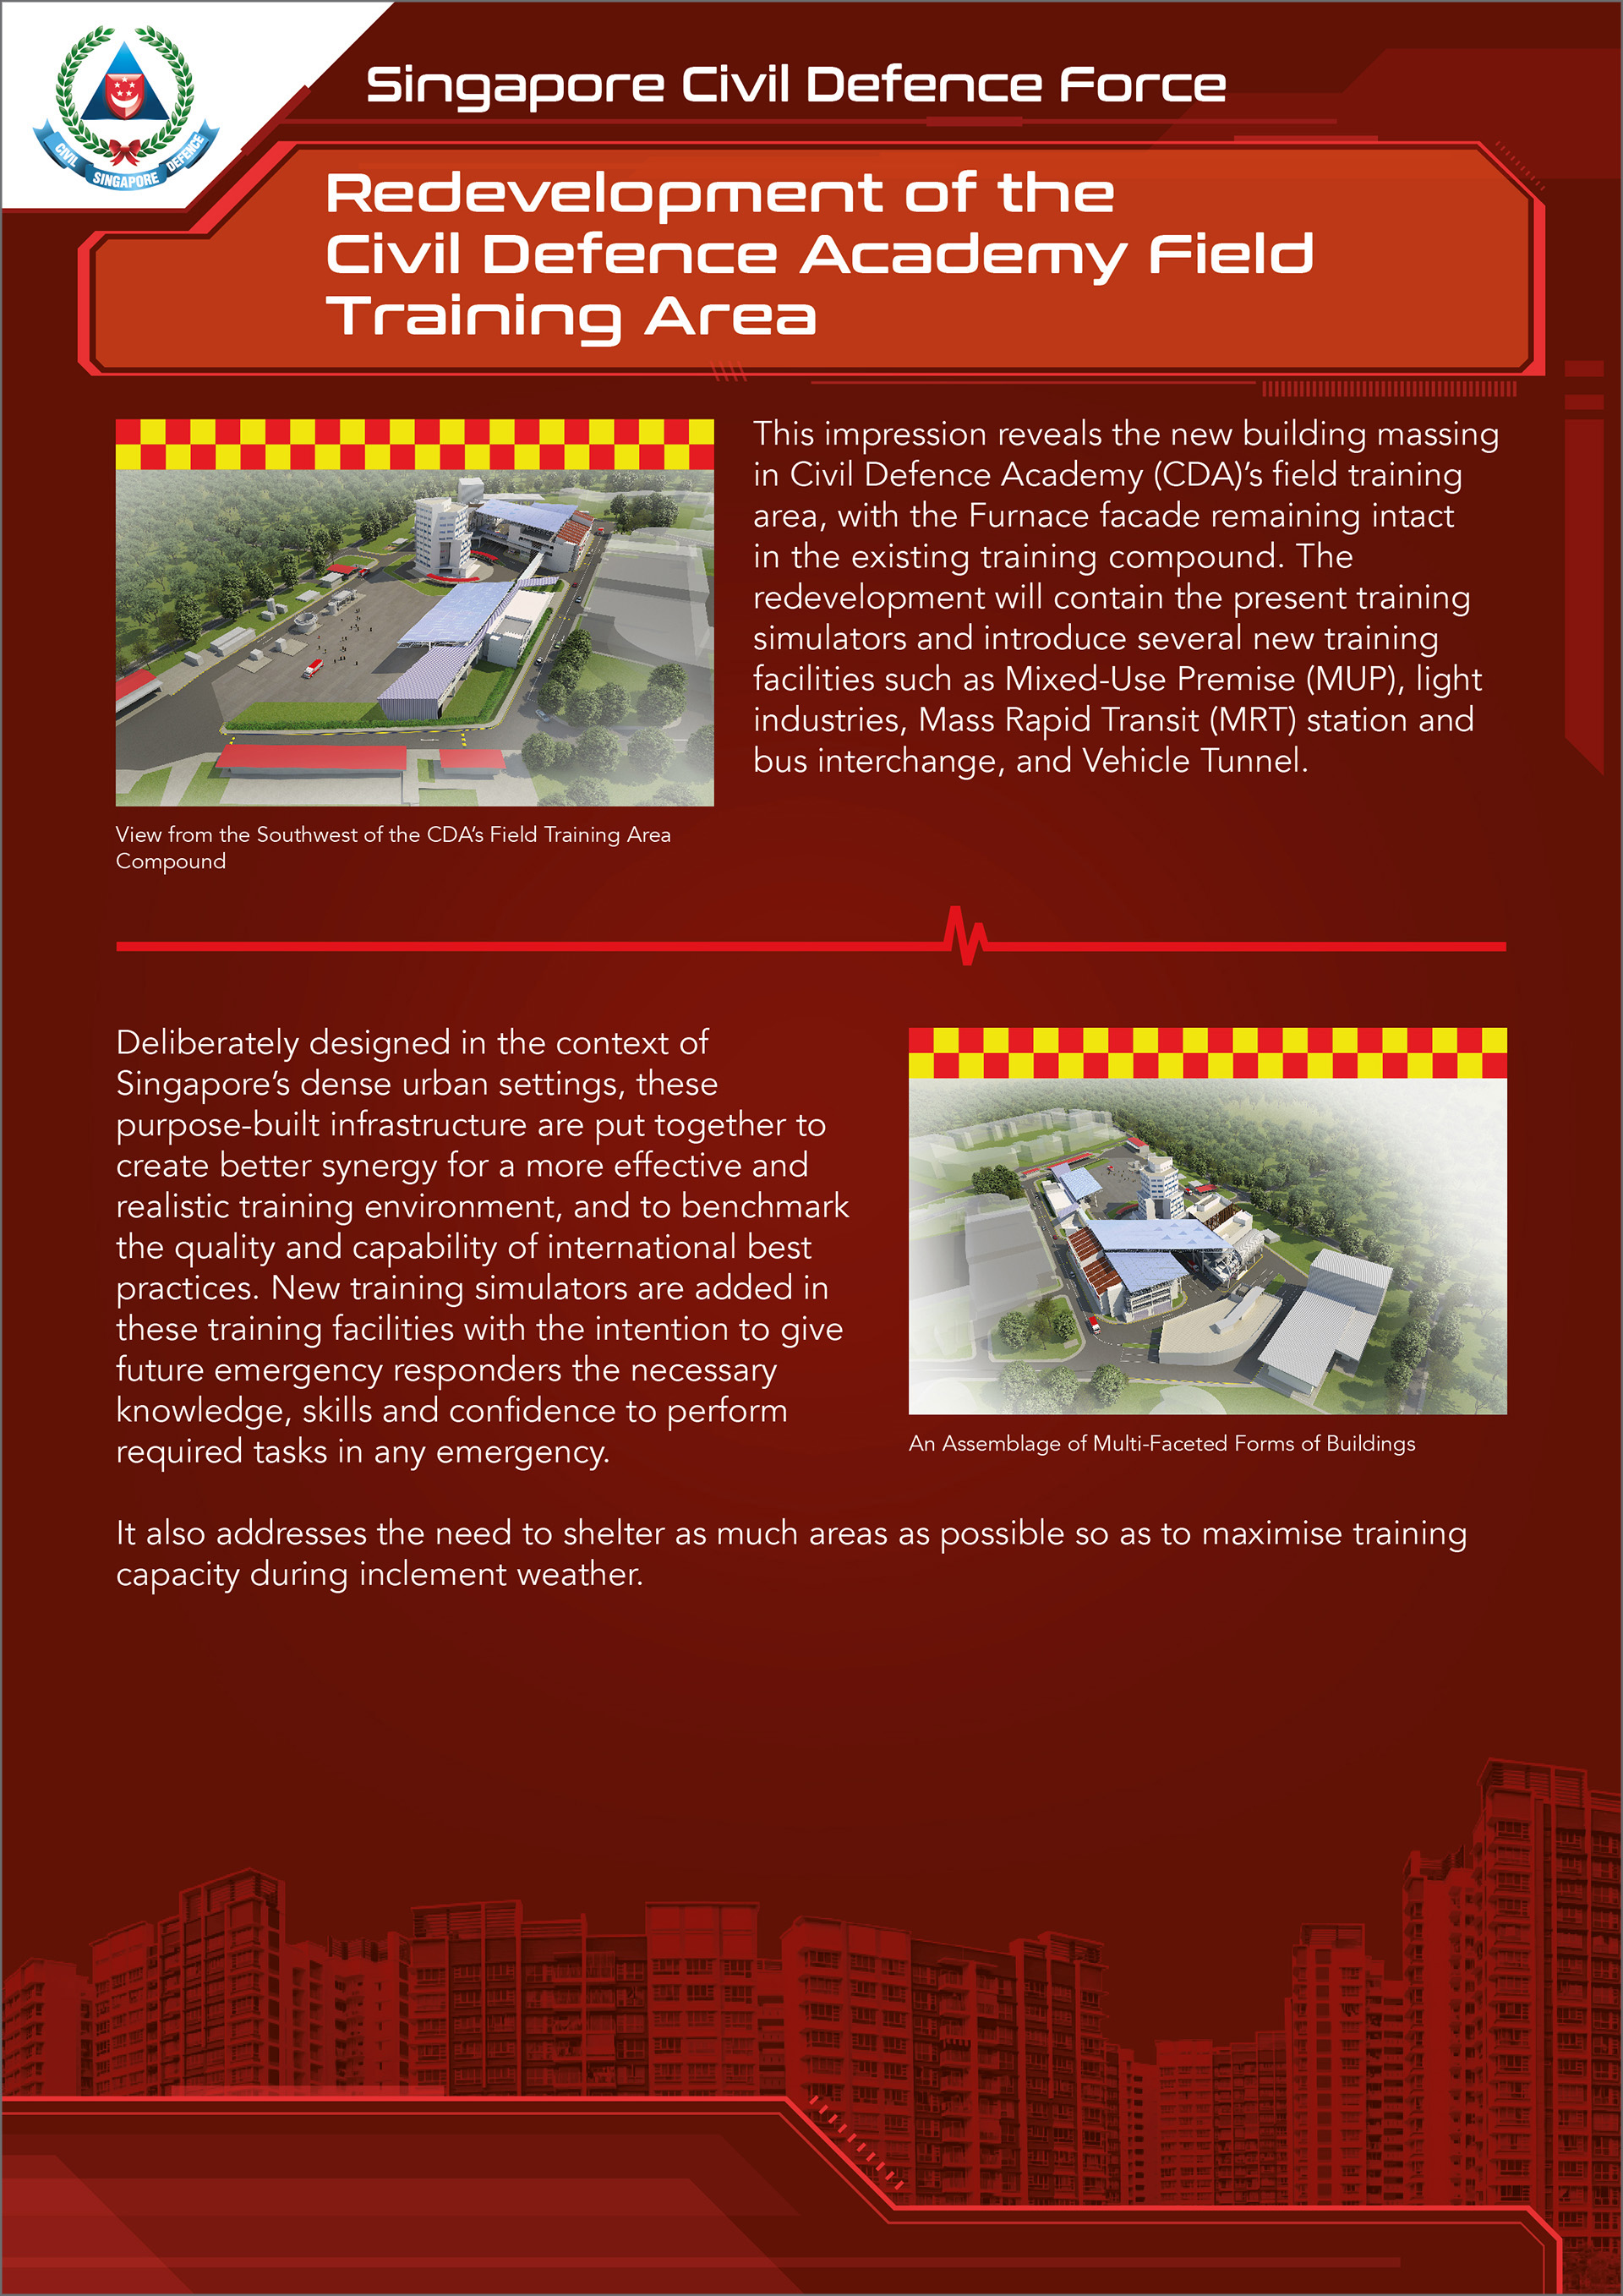 CIVIL SINGAPORE DEFENCE
Singapore Civil Defence Force
Redevelopment of the
Civil Defence Academy Field
Training Area
This impression reveals the new building massing
in Civil Defence Academy (CDA)’s field training
area, with the Furnace facade remaining intact
in the existing training compound. The
redevelopment will contain the present training
simulators and introduce several new training
facilities such as Mixed-Use Premise (MUP), light
industries, Mass Rapid Transit (MRT) station and
bus interchange, and Vehicle Tunnel.
View from the Southwest of the CDA’s Field Training Area
Compound
Deliberately designed in the context of
Singapore’s dense urban settings, these
purpose-built infrastructure are put together to
create better synergy for a more effective and
realistic training environment, and to benchmark
the quality and capability of international best
practices. New training simulators are added in
these training facilities with the intention to give
future emergency responders the necessary
knowledge, skills and confidence to perform
required tasks in any emergency.
An Assemblage of Multi-Faceted Forms of Buildings
It also addresses the need to shelter as much areas as possible so as to maximise training
capacity during inclement weather.